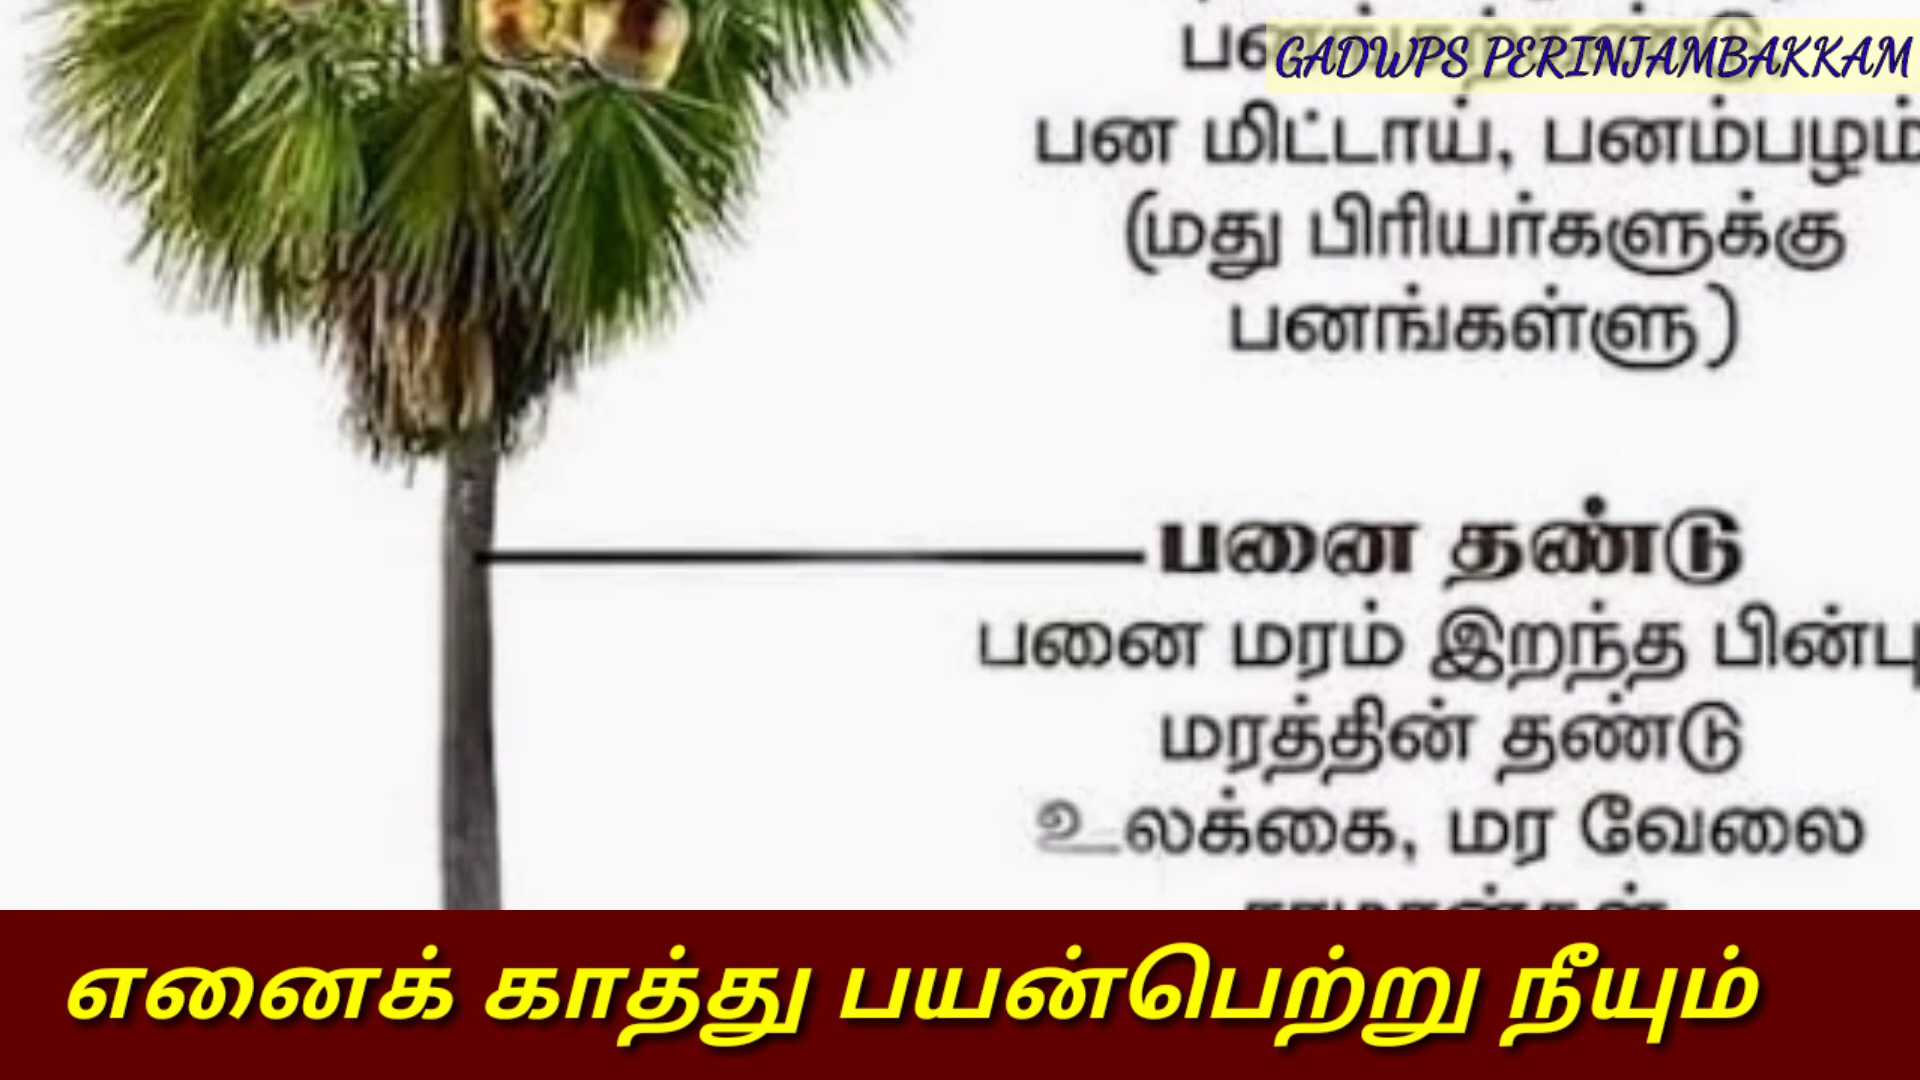 GADWPS PERINJAMBAKKAM
பன மிட்டாய், பனம்பழம்
(மது பிரியர்களுக்கு
பனங்கள்ளு)
பனை தண்டு
பனை மரம் இறந்த பின்பு
மரத்தின் தண்டு
உலக்கை, மர வேலை
எனைக் காத்து பயன்பெற்று நீயும்